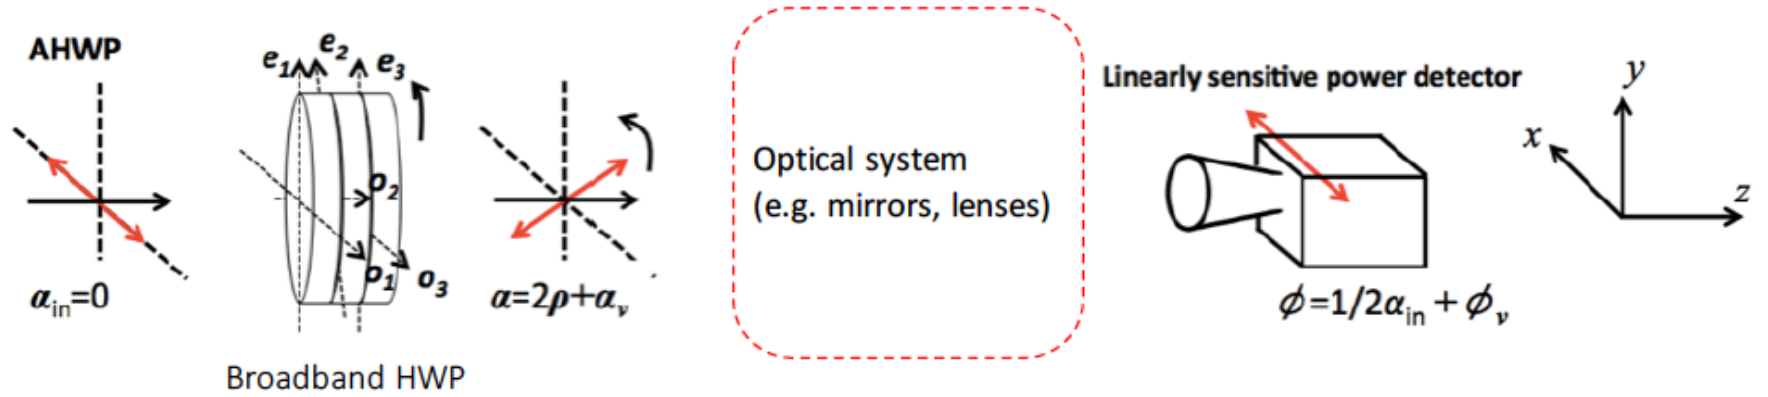 AHWP
e1
e2
e3
o2
o1
o3
αin=0
α=2ρ+αv
Broadband HWP
Optical system
(e.g. mirrors, lenses)
Linearly sensitive power detector
ϕ=1/2αin + ϕv
y
x
z